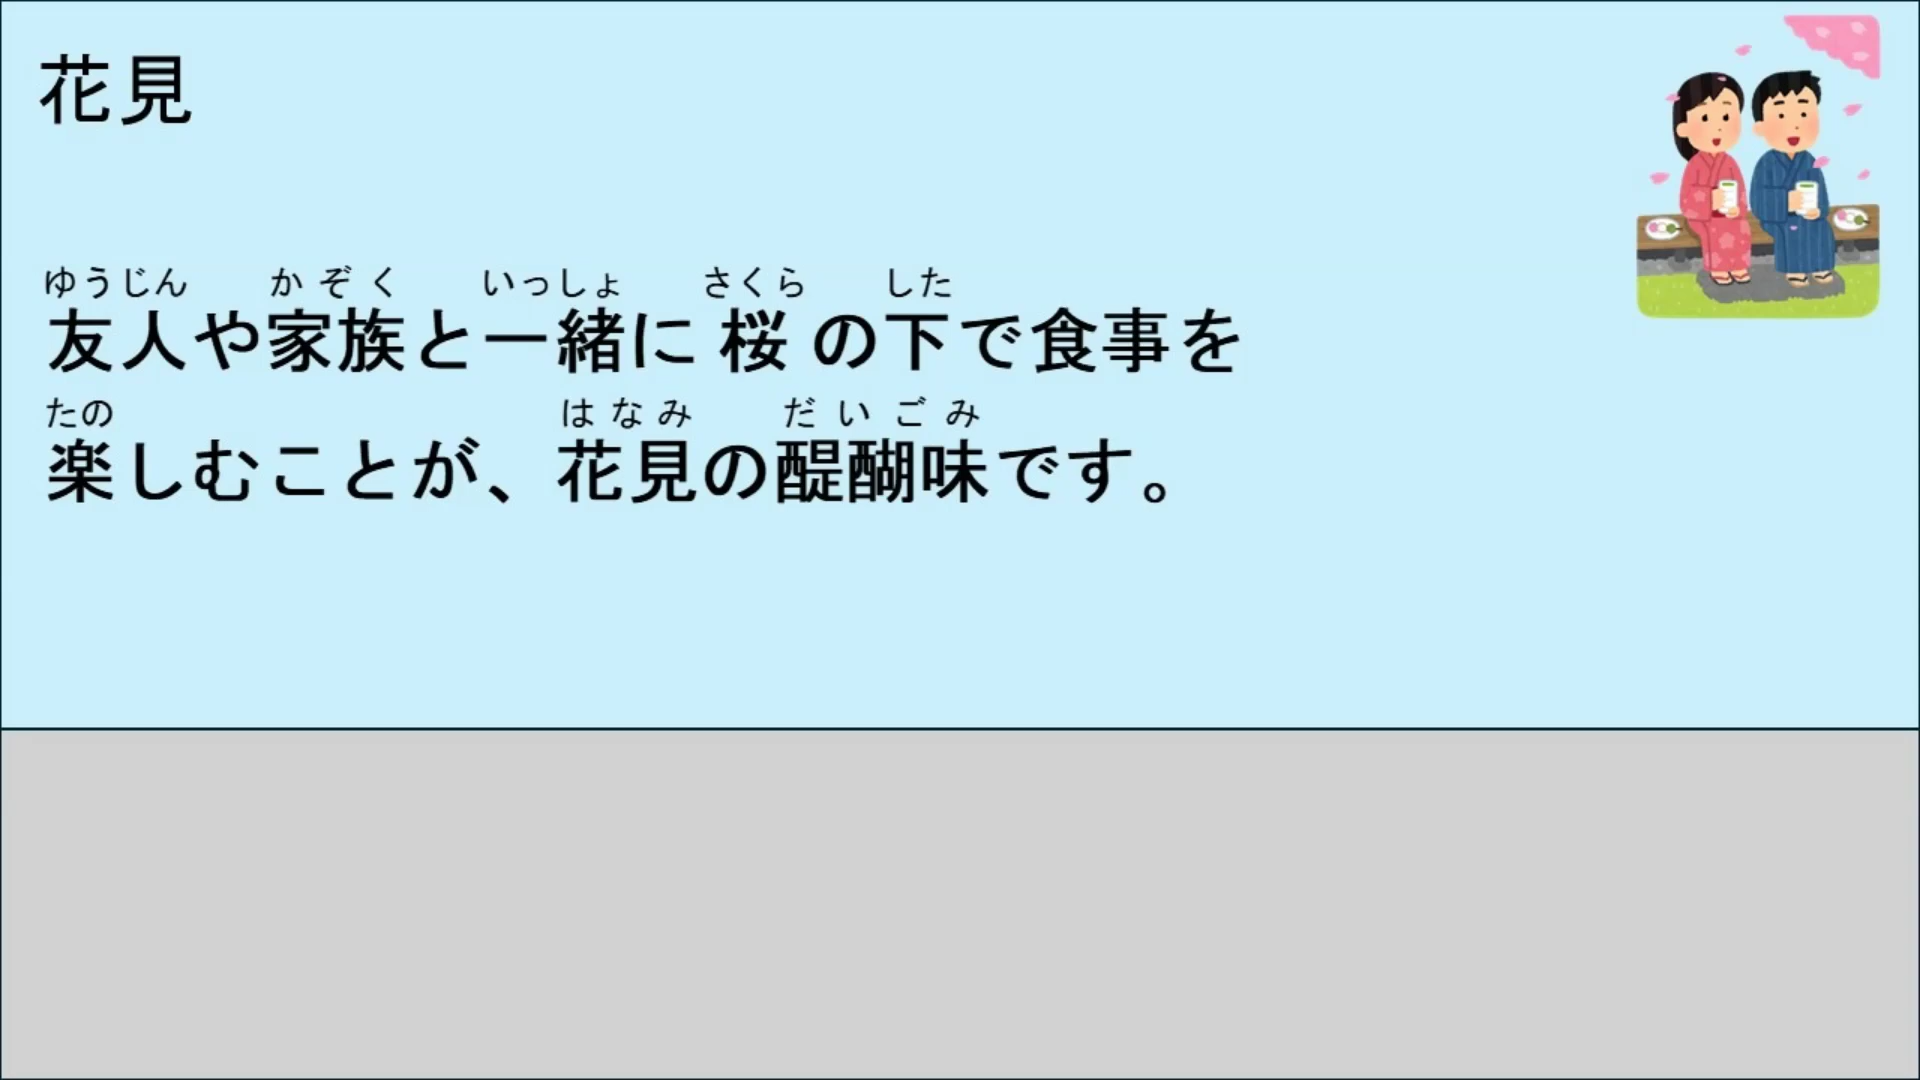 花見
ゆうじん かぞく いっしょ さくら した
友人や家族と一緒に桜の下で食事を
たの はなみ だいごみ
楽しむことが、花見の醍醐味です。